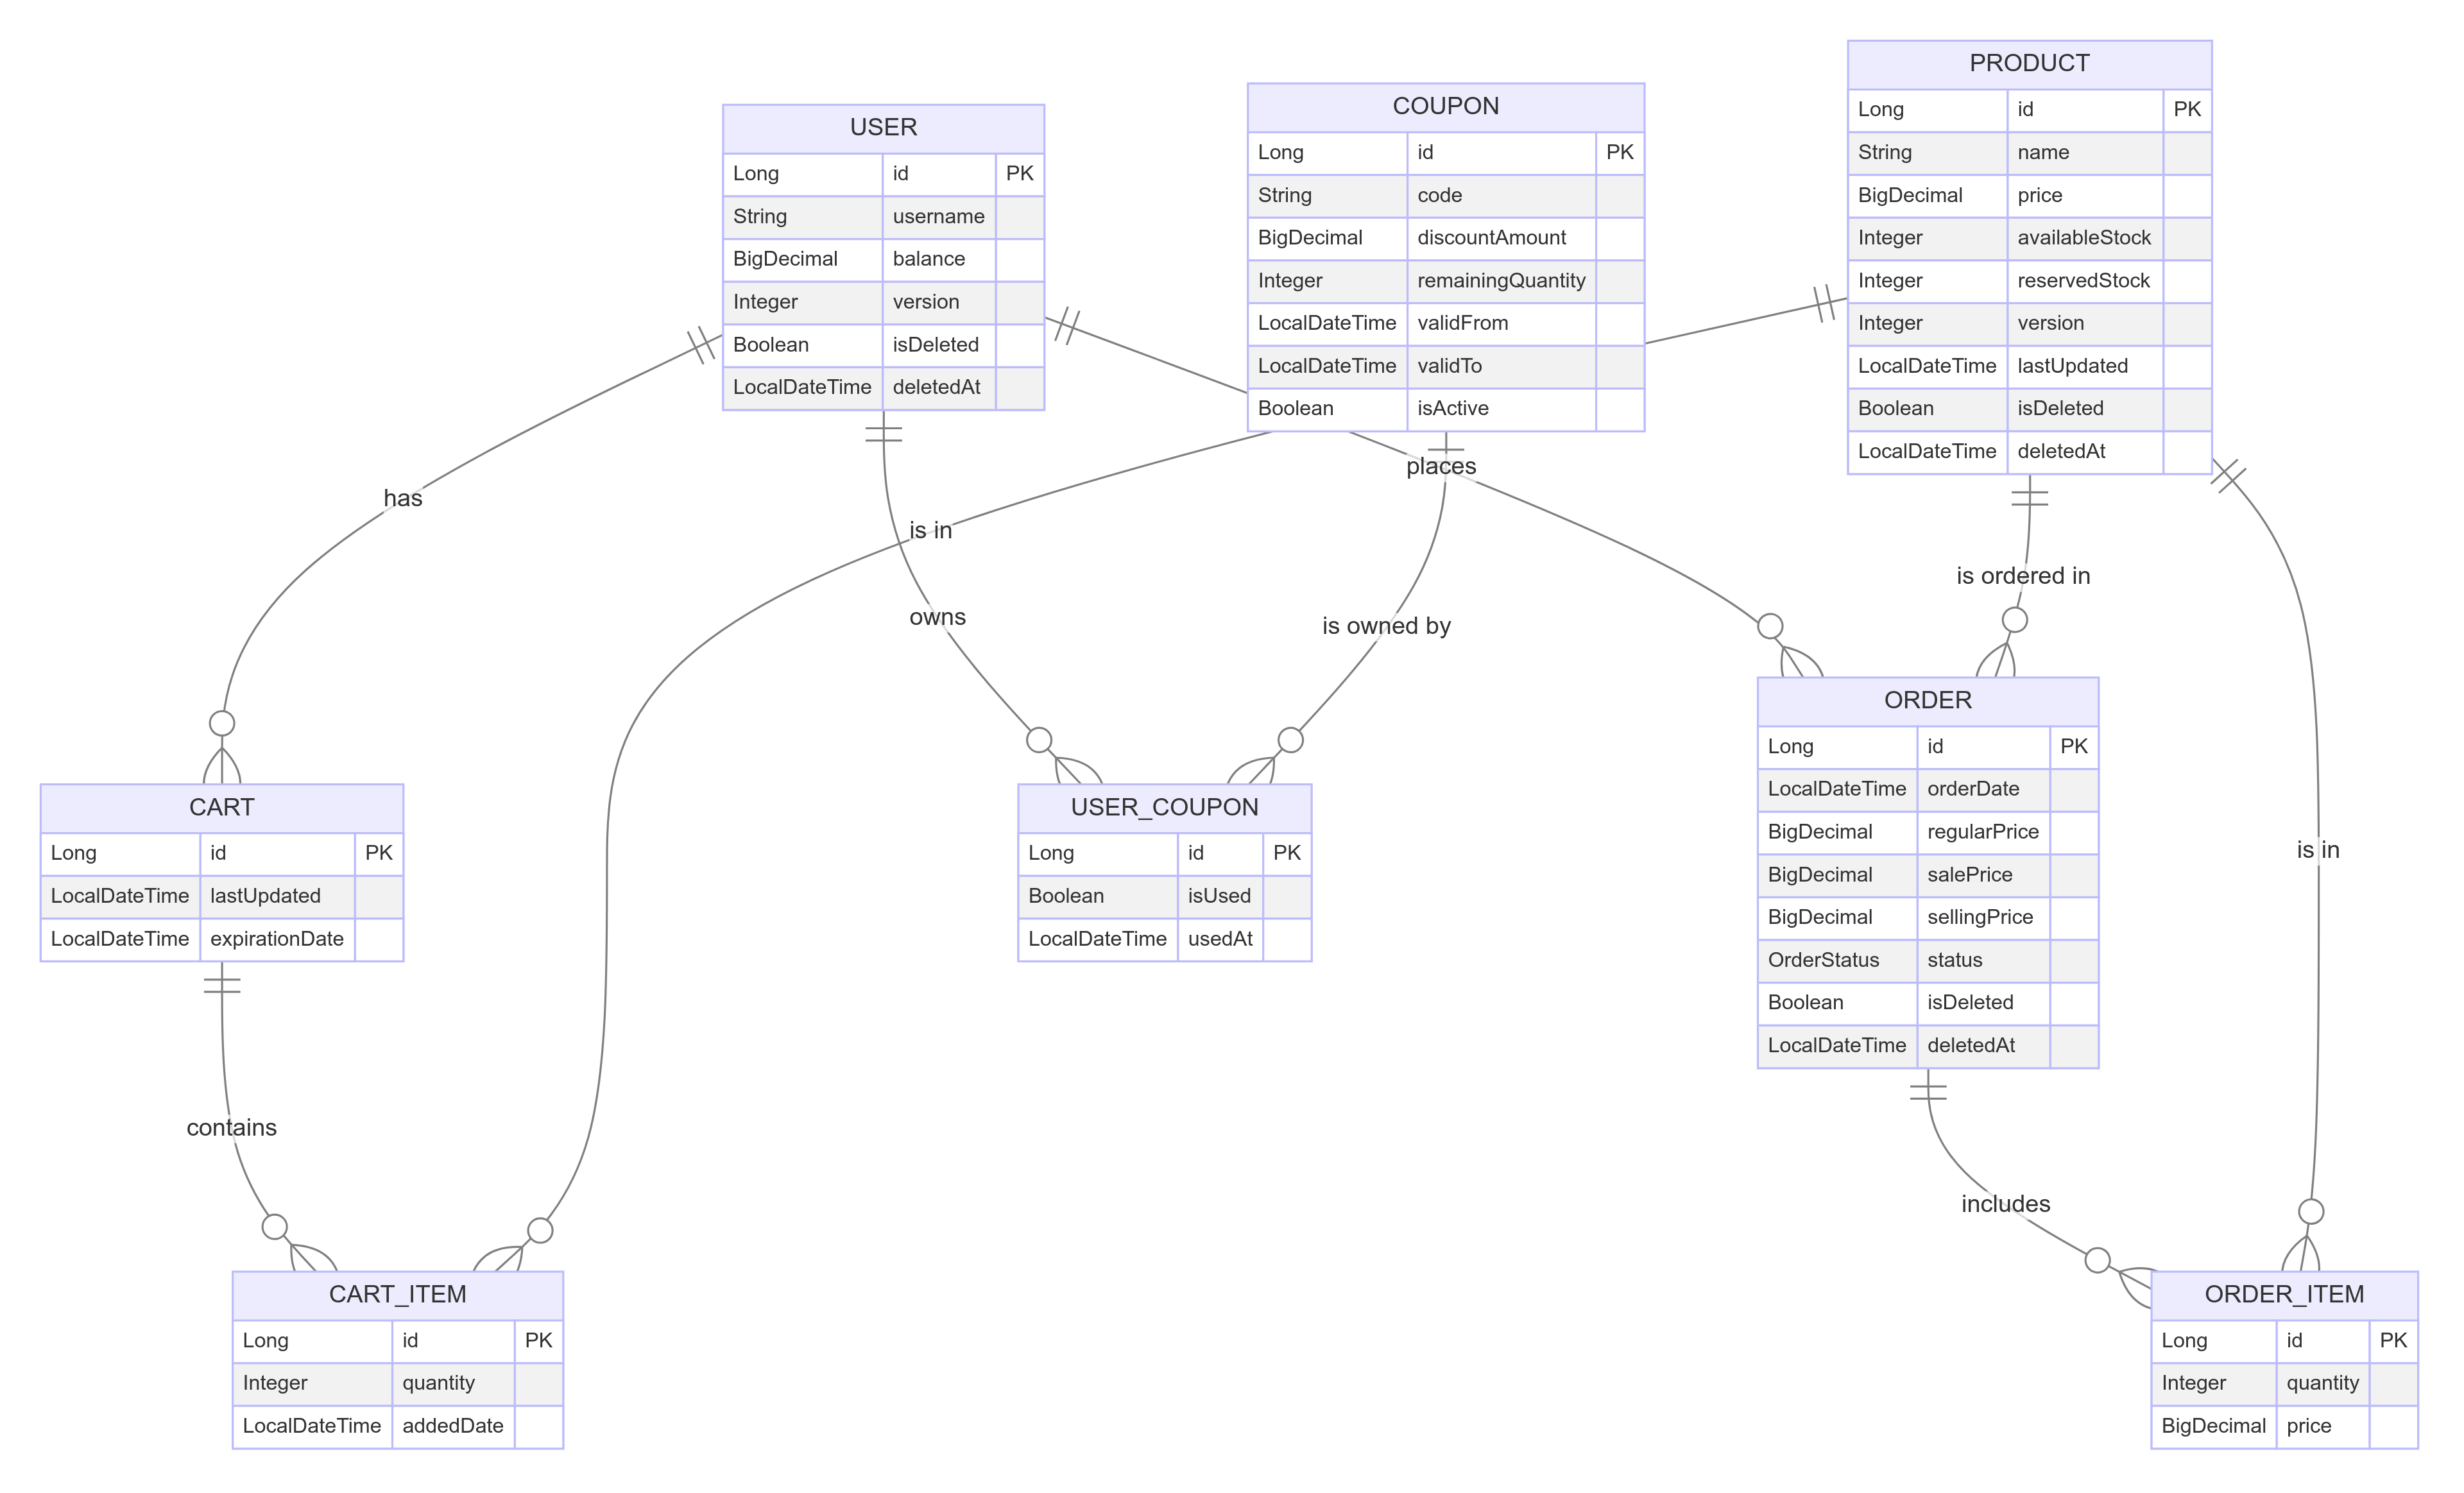 USER
Long id PK
String username
BigDecimal balance
Integer version
Boolean isDeleted
LocalDateTime deletedAt
COUPON
Long id PK
String code
BigDecimal discountAmount
Integer remainingQuantity
LocalDateTime validFrom
LocalDateTime validTo
Boolean isActive
PRODUCT
Long id PK
String name
BigDecimal price
Integer availableStock
Integer reservedStock
Integer version
LocalDateTime lastUpdated
Boolean isDeleted
LocalDateTime deletedAt
has
is in
owns
places
is owned by
is ordered in
is in
CART
Long id PK
LocalDateTime lastUpdated
LocalDateTime expirationDate
USER_COUPON
Long id PK
Boolean isUsed
LocalDateTime usedAt
ORDER
Long id PK
LocalDateTime orderDate
BigDecimal regularPrice
BigDecimal salePrice
BigDecimal sellingPrice
OrderStatus status
Boolean isDeleted
LocalDateTime deletedAt
contains
includes
CART_ITEM
Long id PK
Integer quantity
LocalDateTime addedDate
ORDER_ITEM
Long id PK
Integer quantity
BigDecimal price